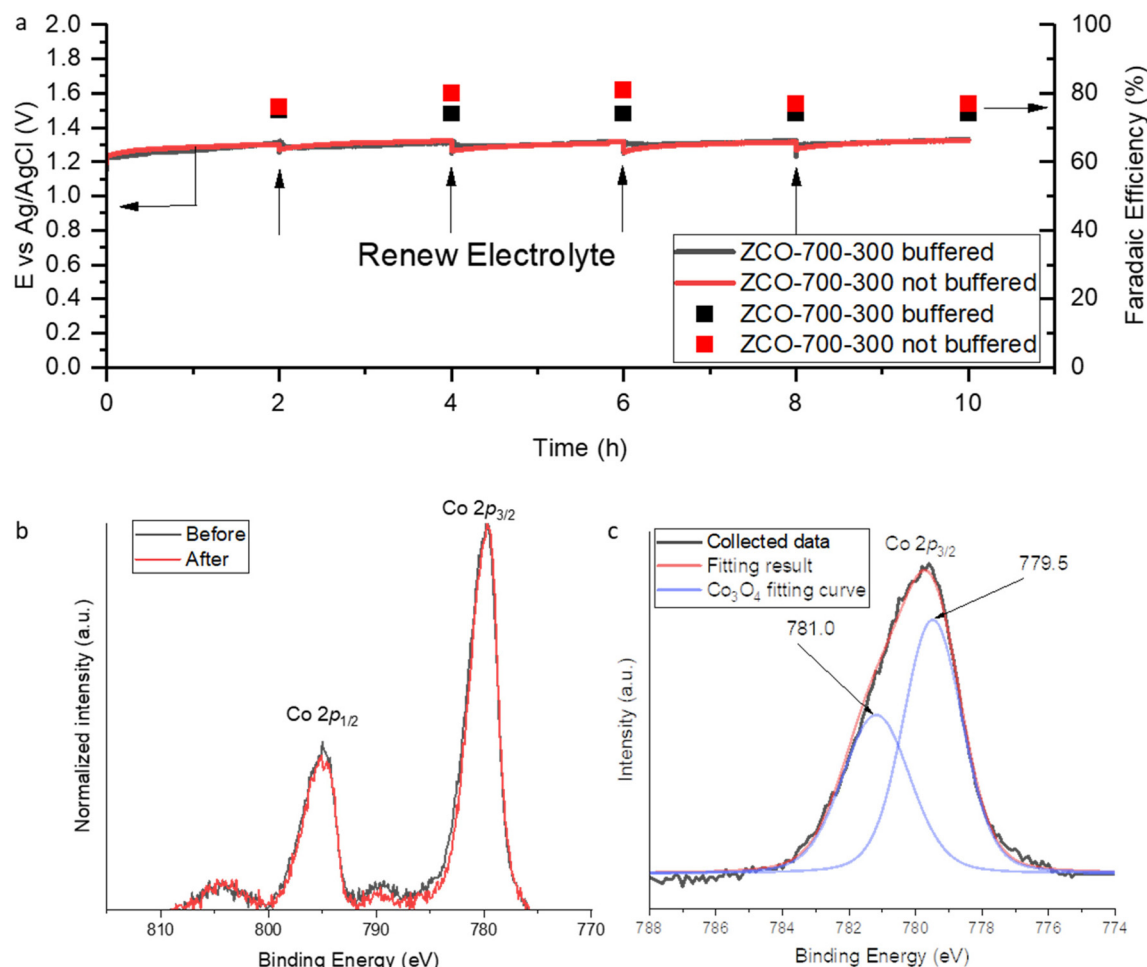 a
2.0
1.8
1.6
1.4
1.2
1.0
0.8
0.6
0.4
0.2
0.0
E vs Ag/AgCl (V)
100
80
60
40
20
0
Faradaic Efficiency (%)
Renew Electrolyte
ZCO-700-300 buffered
ZCO-700-300 not buffered
ZCO-700-300 buffered
ZCO-700-300 not buffered
0 2 4 6 8 10
Time (h)
b
Before
After
Co 2p3/2
Co 2p1/2
Normalized intensity (a.u.)
810 800 790 780 770
Binding Energy (eV)
c
Collected data
Fitting result
Co3O4 fitting curve
Co 2p3/2
779.5
781.0
Intensity (a.u.)
788 786 784 782 780 778 776 774
Binding Energy (eV)